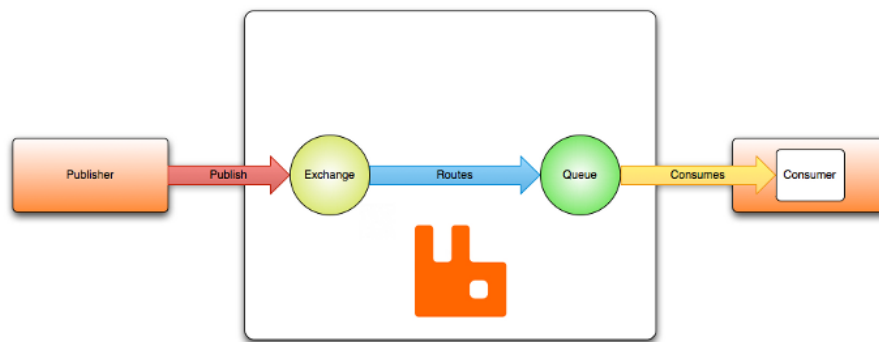 Publisher
Publish
Exchange
Routes
Queue
Consumes
Consumer